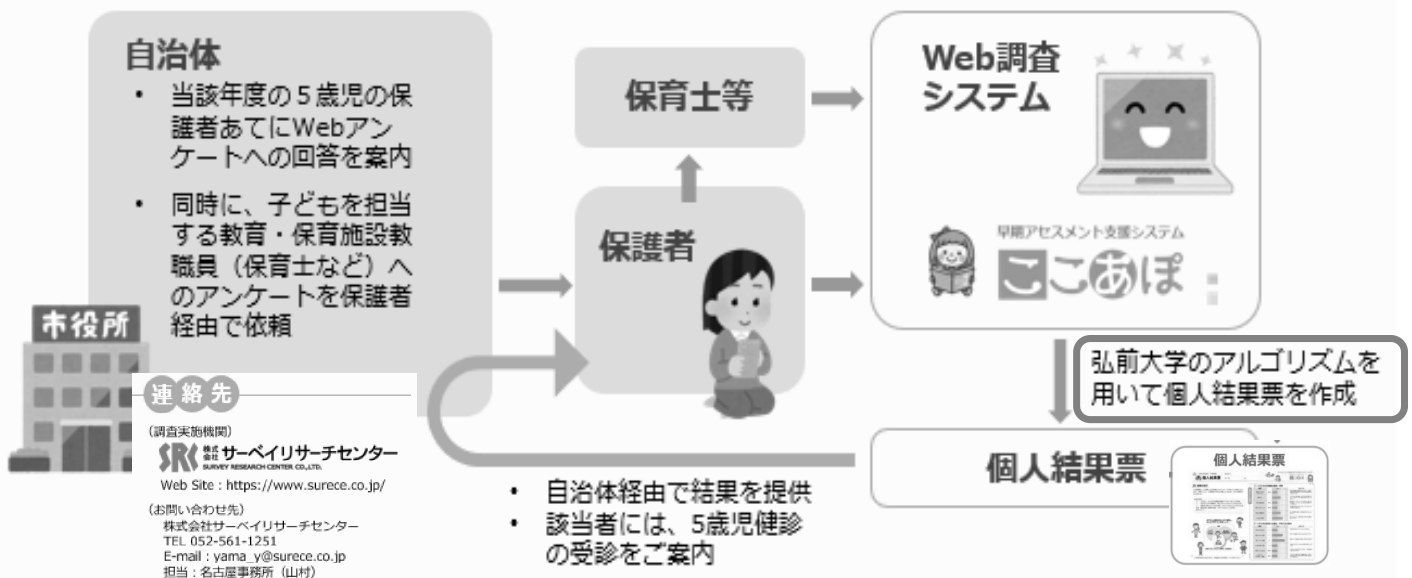 自治体
• 当該年度の５歳児の保
護者あてにWebアン
ケートへの回答を案内
• 同時に、子どもを担当
する教育・保育施設教
職員（保育士など）へ
のアンケートを保護者
経由で依頼
市役所
連絡先
（調査実施機関）
SRC 株式会社 サーベイリサーチセンター
SURVEY RESEARCH CENTER CO.,LTD.
Web Site : https://www.surece.co.jp/
（お問い合わせ先）
株式会社サーベイリサーチセンター
TEL 052-561-1251
E-mail : yama_y@surece.co.jp
担当：名古屋事務所（山村）
保育士等
保護者
Web調査
システム
早期アセスメント支援システム
ここあぽ
弘前大学のアルゴリズムを
用いて個人結果票を作成
個人結果票
個人結果票
• 自治体経由で結果を提供
• 該当者には、5歳児健診
の受診をご案内